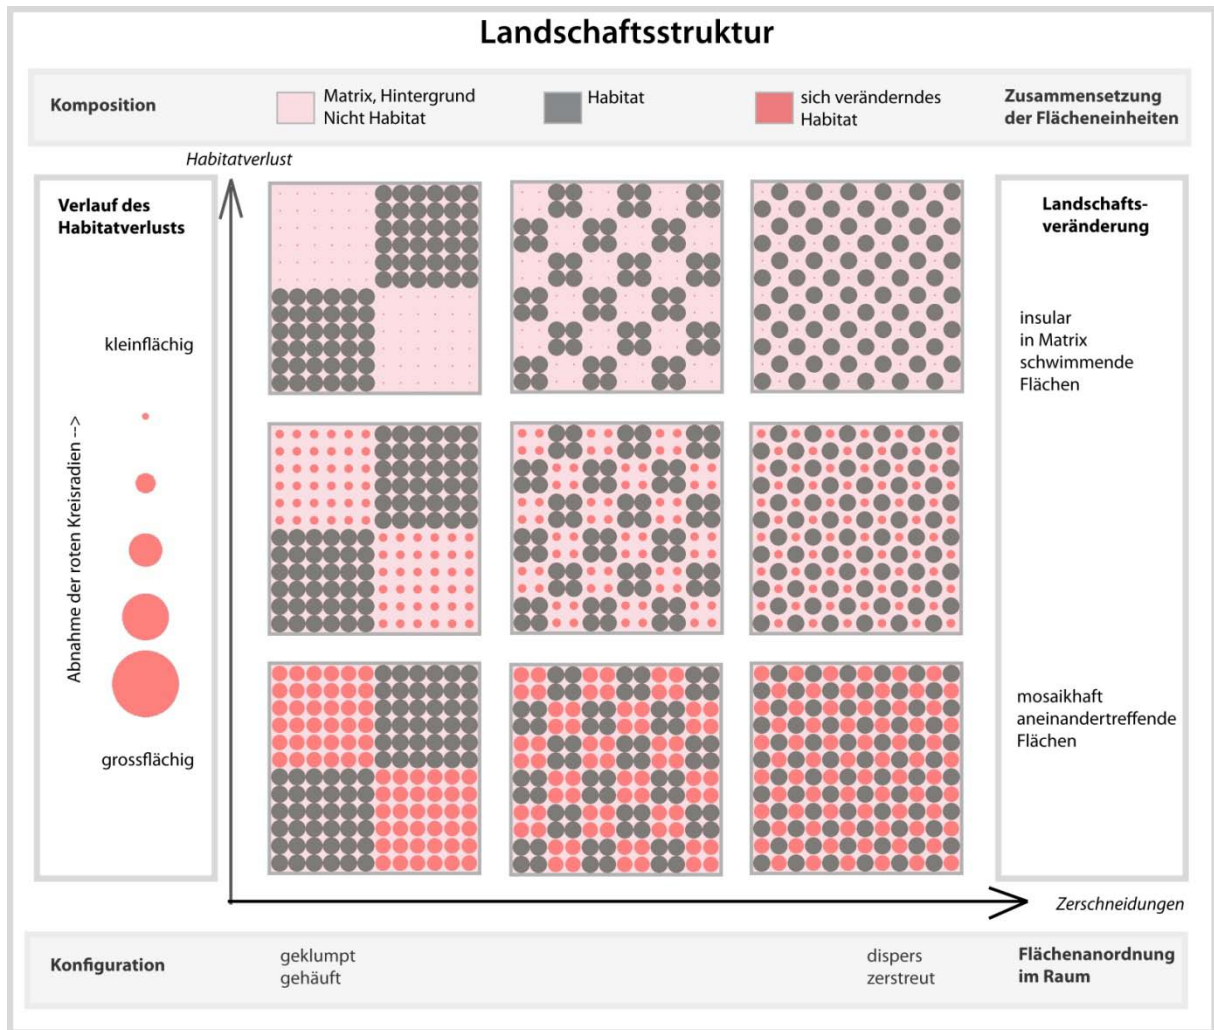 Landschaftsstruktur
Komposition
Matrix, Hintergrund
Nicht Habitat
Habitat
sich veränderndes
Habitat
Zusammensetzung
der Flächeneinheiten
Habitatverlust
Verlauf des
Habitatverlusts
kleinflächig
Abnahme der roten Kreisradien -->
grossflächig
Landschafts-
veränderung
insular
in Matrix
schwimmende
Flächen
mosaikhaft
aneinandertreffende
Flächen
Zerschneidungen
Konfiguration
geklumpt
gehäuft
dispers
zerstreut
Flächenanordnung
im Raum